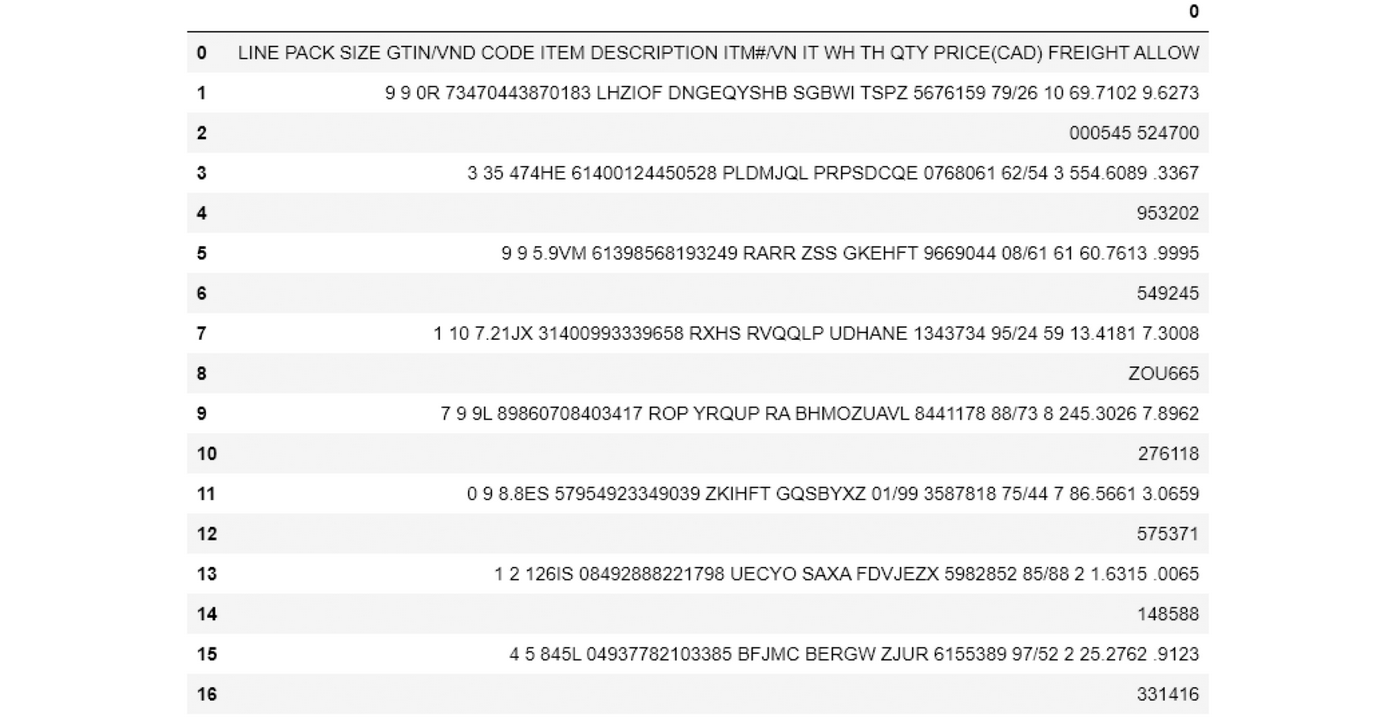 0
0 LINE PACK SIZE GTIN/VND CODE ITEM DESCRIPTION ITM#/VN IT WH TH QTY PRICE(CAD) FREIGHT ALLOW
1 9 9 0R 73470443870183 LHZIOF DNGEQYSHB SGBWI TSPZ 5676159 79/26 10 69.7102 9.6273
2 000545 524700
3 3 35 474HE 61400124450528 PLDMJQL PRPSDCQE 0768061 62/54 3 554.6089 .3367
4 953202
5 9 9 5.9VM 61398568193249 RARR ZSS GKEHFT 9669044 08/61 61 60.7613 .9995
6 549245
7 1 10 7.21JX 31400993339658 RXHS RVQQLP UDHANE 1343734 95/24 59 13.4181 7.3008
8 ZOU665
9 7 9 9L 89860708403417 ROP YRQUP RA BHMOZUAVL 8441178 88/73 8 245.3026 7.8962
10 276118
11 0 9 8.8ES 57954923349039 ZKIHFT GQSBYXZ 01/99 3587818 75/44 7 86.5661 3.0659
12 575371
13 1 2 126IS 08492888221798 UECYO SAXA FDVJEZX 5982852 85/88 2 1.6315 .0065
14 148588
15 4 5 845L 04937782103385 BFJMC BERGW ZJUR 6155389 97/52 2 25.2762 .9123
16 331416